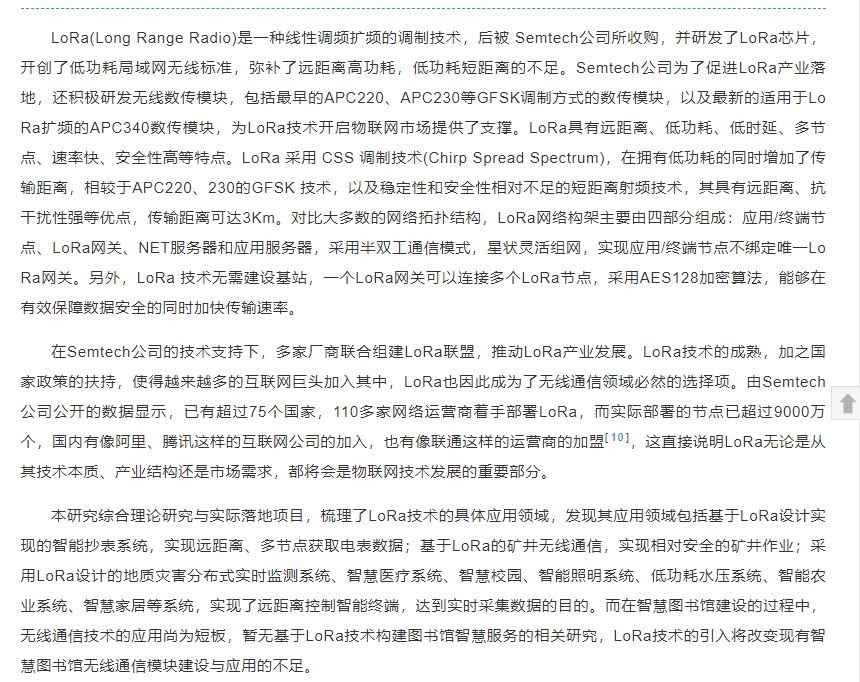 LoRa(Long Range Radio)是一种线性调频扩频的调制技术，后被 Semtech公司所收购，并研发了LoRa芯片，
开创了低功耗局域网无线标准，弥补了远距离高功耗，低功耗短距离的不足。Semtech公司为了促进LoRa产业落
地，还积极研发无线数传模块，包括最早的APC220、APC230等GFSK调制方式的数传模块，以及最新的适用于Lo
Ra扩频的APC340数传模块，为LoRa技术开启物联网市场提供了支撑。LoRa具有远距离、低功耗、低时延、多节
点、速率快、安全性高等特点。LoRa 采用 CSS 调制技术(Chirp Spread Spectrum)，在拥有低功耗的同时增加了传
输距离，相较于APC220、230的GFSK 技术，以及稳定性和安全性相对不足的短距离射频技术，其具有远距离、抗
干扰性强等优点，传输距离可达3Km。对比大多数的网络拓扑结构，LoRa网络构架主要由四部分组成：应用/终端节
点、LoRa网关、NET服务器和应用服务器，采用半双工通信模式，星状灵活组网，实现应用/终端节点不绑定唯一Lo
Ra网关。另外，LoRa 技术无需建设基站，一个LoRa网关可以连接多个LoRa节点，采用AES128加密算法，能够在
有效保障数据安全的同时加快传输速率。
在Semtech公司的技术支持下，多家厂商联合组建LoRa联盟，推动LoRa产业发展。LoRa技术的成熟，加之国
家政策的扶持，使得越来越多的互联网巨头加入其中，LoRa也因此成为了无线通信领域必然的选择项。由Semtech
公司公开的数据显示，已有超过75个国家，110多家网络运营商着手部署LoRa，而实际部署的节点已超过9000万
个，国内有像阿里、腾讯这样的互联网公司的加入，也有像联通这样的运营商的加盟[10]，这直接说明LoRa无论是从
其技术本质、产业结构还是市场需求，都将会是物联网技术发展的重要部分。
本研究综合理论研究与实际落地项目，梳理了LoRa技术的具体应用领域，发现其应用领域包括基于LoRa设计实
现的智能抄表系统，实现远距离、多节点获取电表数据；基于LoRa的矿井无线通信，实现相对安全的矿井作业；采
用LoRa设计的地质灾害分布式实时监测系统、智慧医疗系统、智慧校园、智能照明系统、低功耗水压系统、智能农
业系统、智慧家居等系统，实现了远距离控制智能终端，达到实时采集数据的目的。而在智慧图书馆建设的过程中，
无线通信技术的应用尚为短板，暂无基于LoRa技术构建图书馆智慧服务的相关研究，LoRa技术的引入将改变现有智
慧图书馆无线通信模块建设与应用的不足。